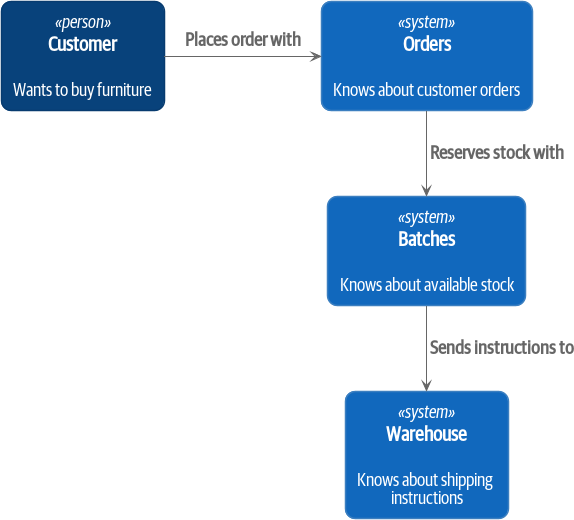 «person»
Customer
Wants to buy furniture
Places order with
«system»
Orders
Knows about customer orders
Reserves stock with
«system»
Batches
Knows about available stock
Sends instructions to
«system»
Warehouse
Knows about shipping
instructions